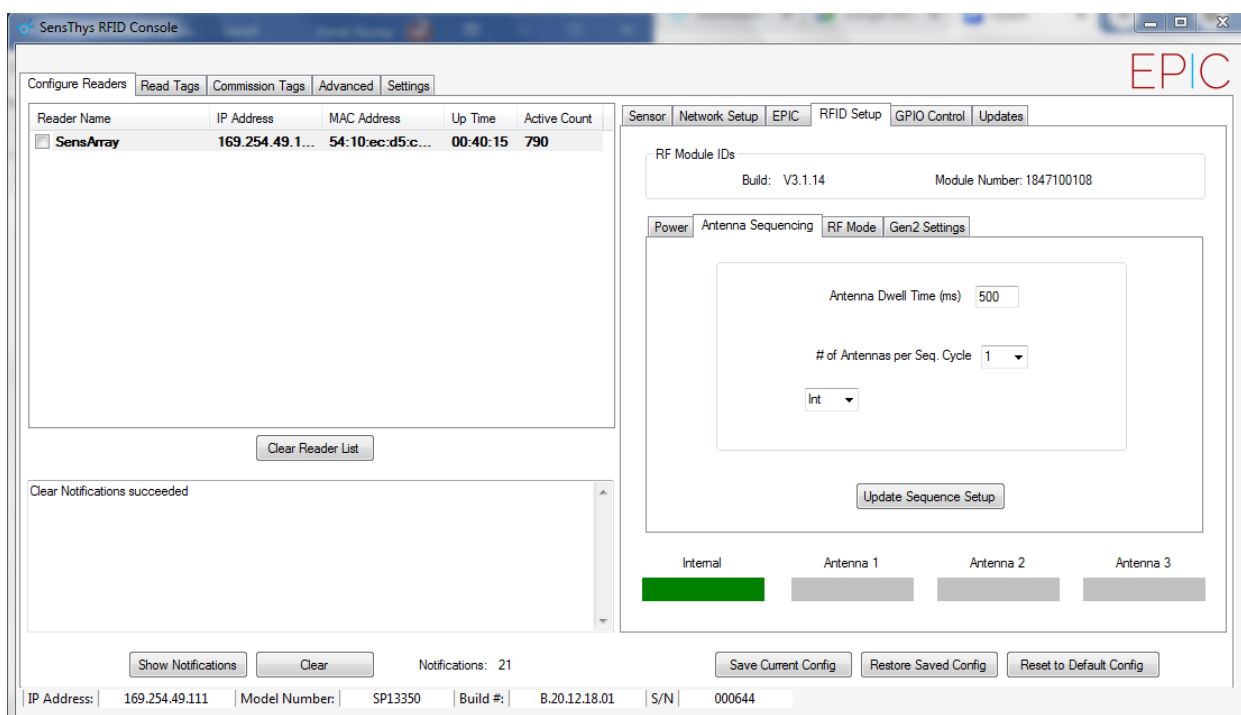 SensThys RFID Console
EPIC
Configure Readers Read Tags Commission Tags Advanced Settings
Reader Name IP Address MAC Address Up Time Active Count
SensArray 169.254.49.1... 54:10:ec:d5:c... 00:40:15 790
Clear Reader List
Clear Notifications succeeded
Show Notifications Clear Notifications: 21
Sensor Network Setup EPIC RFID Setup GPIO Control Updates
RF Module IDs
Build: V3.1.14 Module Number: 1847100108
Power Antenna Sequencing RF Mode Gen2 Settings
Antenna Dwell Time (ms) 500
# of Antennas per Seq. Cycle 1
Int
Update Sequence Setup
Internal Antenna 1 Antenna 2 Antenna 3
Save Current Config Restore Saved Config Reset to Default Config
IP Address: 169.254.49.111 Model Number: SP13350 Build #: B.20.12.18.01 S/N 000644